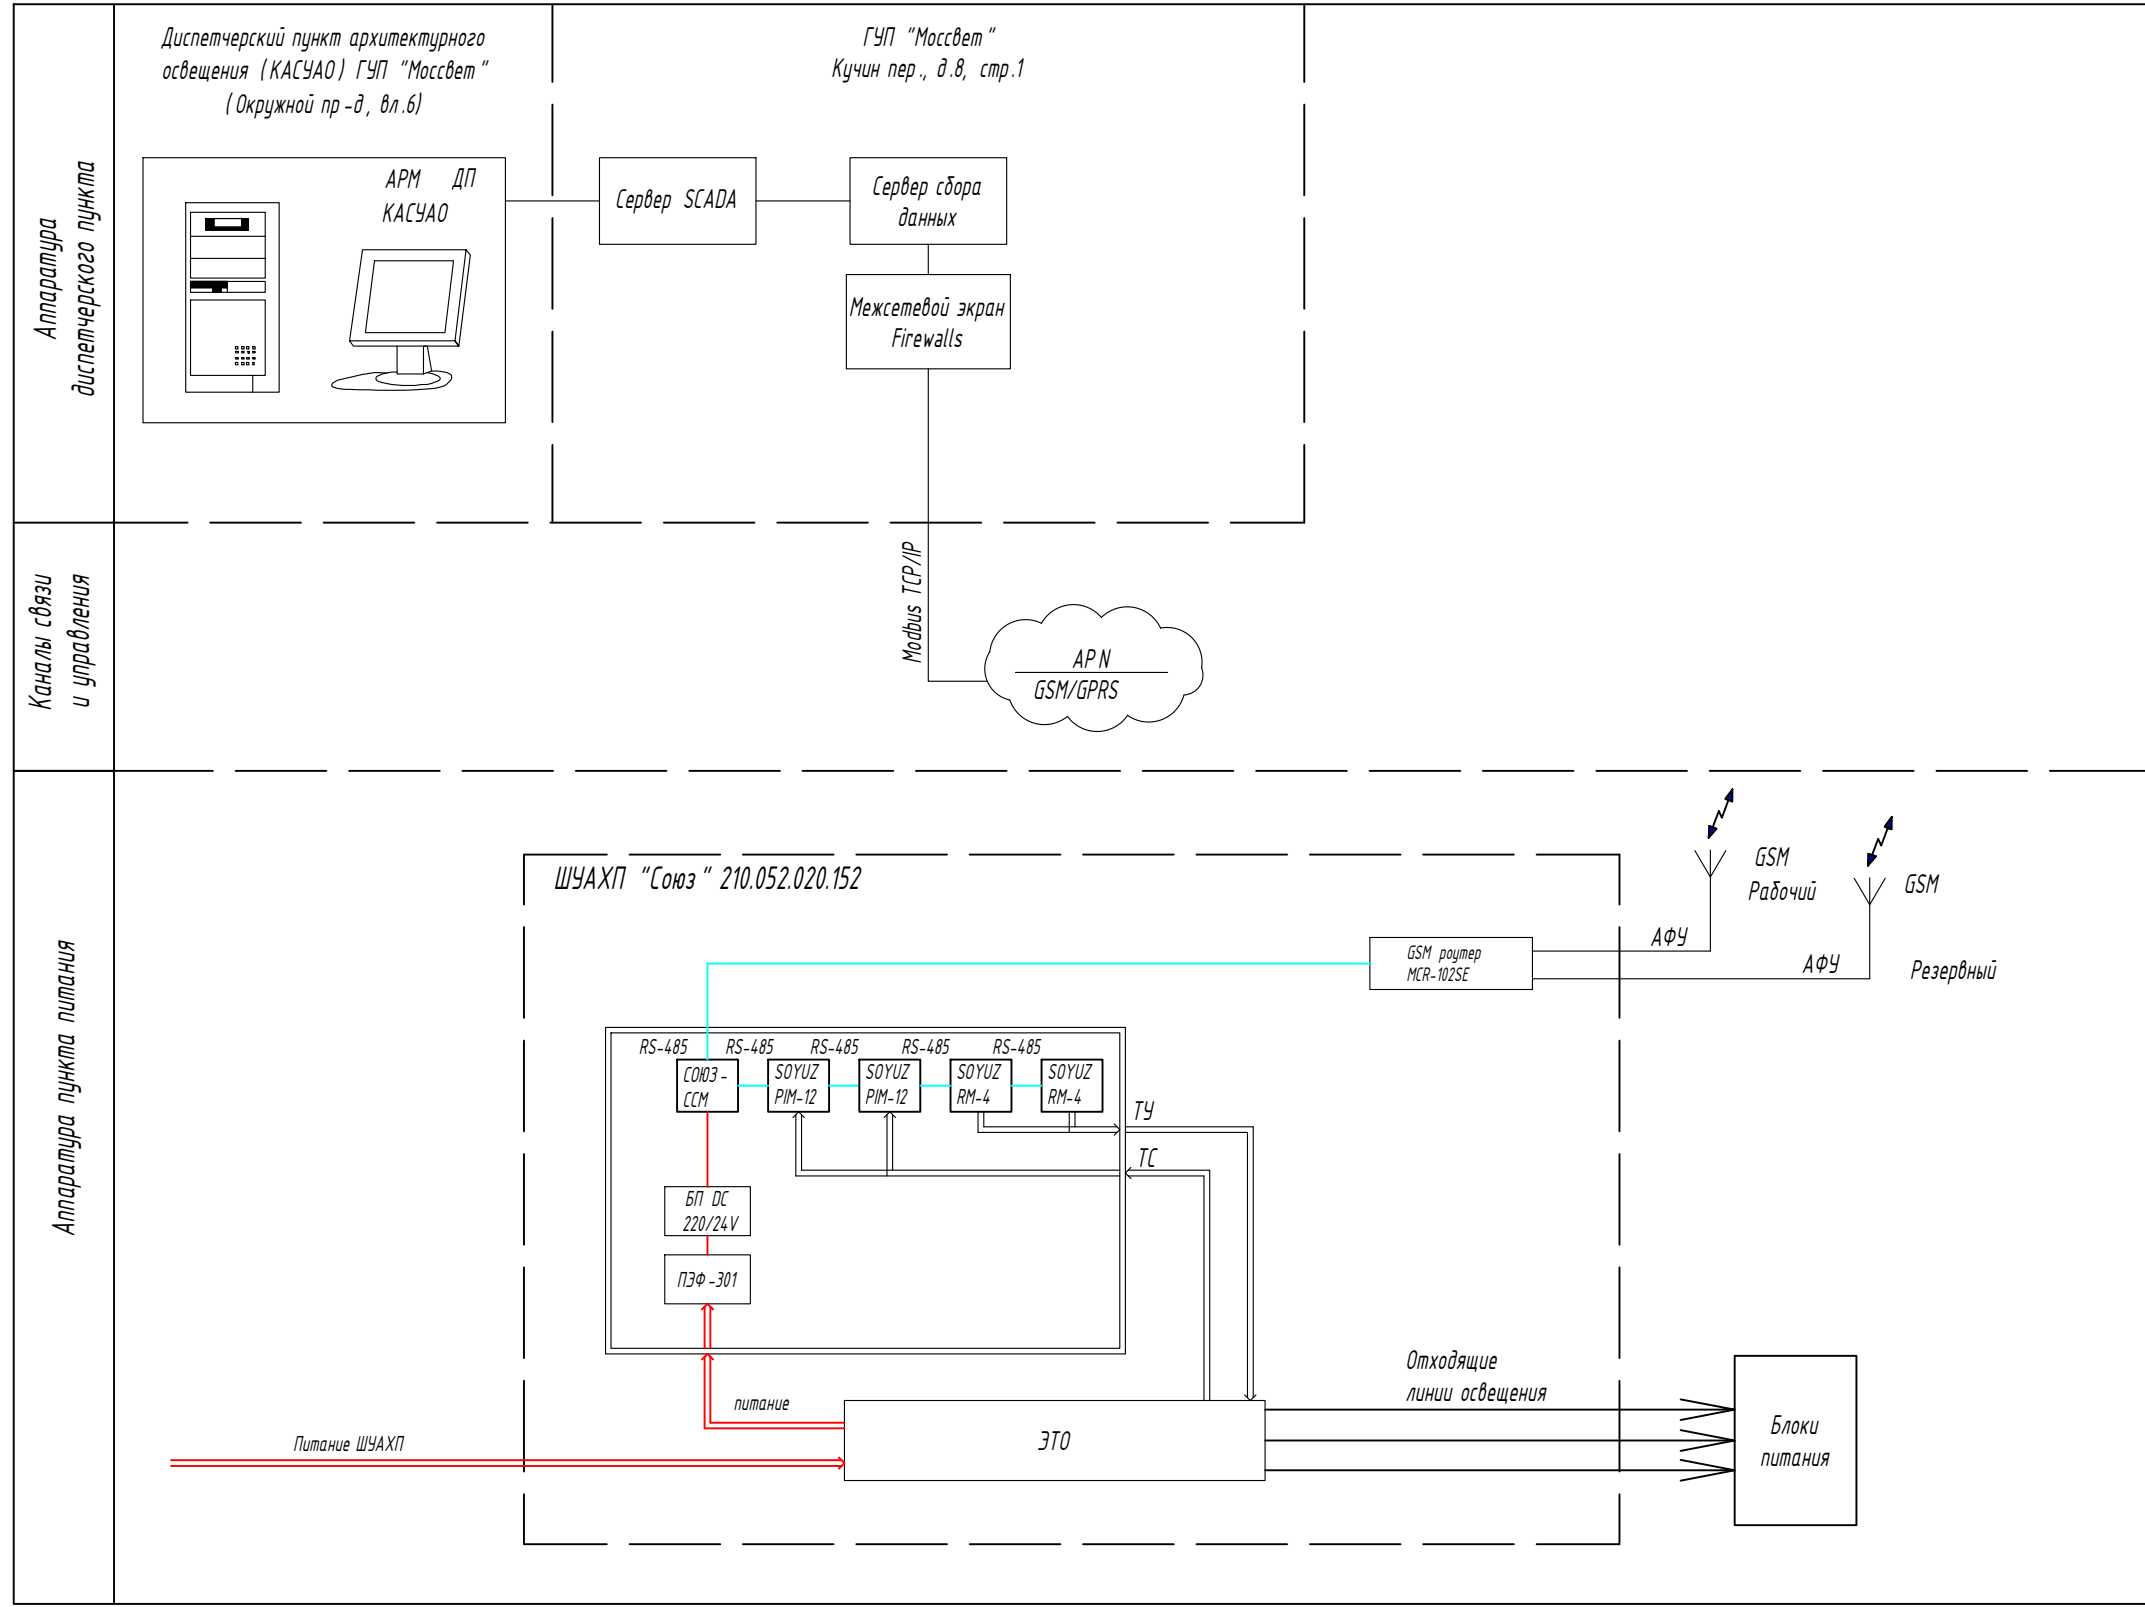 Аппаратура
диспетчерского пункта
Диспетчерский пункт архитектурного
освещения (КАСУАО) ГУП "Моссвет"
(Окружной пр-д, вл.6)
АРМ ДП
КАСУАО
ГУП "Моссвет"
Кучин пер., д.8, стр.1
Сервер SCADA
Сервер сбора
данных
Межсетевой экран
Firewalls
Каналы связи
и управления
Modbus TCP/IP
APN
GSM/GPRS
Аппаратура пункта питания
ШУАХП "Союз" 210.052.020.152
GSM
Рабочий
GSM
Резервный
АФУ
АФУ
GSM роутер
MCR-102SE
RS-485 RS-485 RS-485 RS-485 RS-485
СОЮЗ-
ССМ
SOYUZ
PIM-12
SOYUZ
PIM-12
SOYUZ
RM-4
SOYUZ
RM-4
ТУ
ТС
БП DC
220/24V
ПЭФ-301
питание
Питание ШУАХП
ЭТО
Отходящие
линии освещения
Блоки
питания